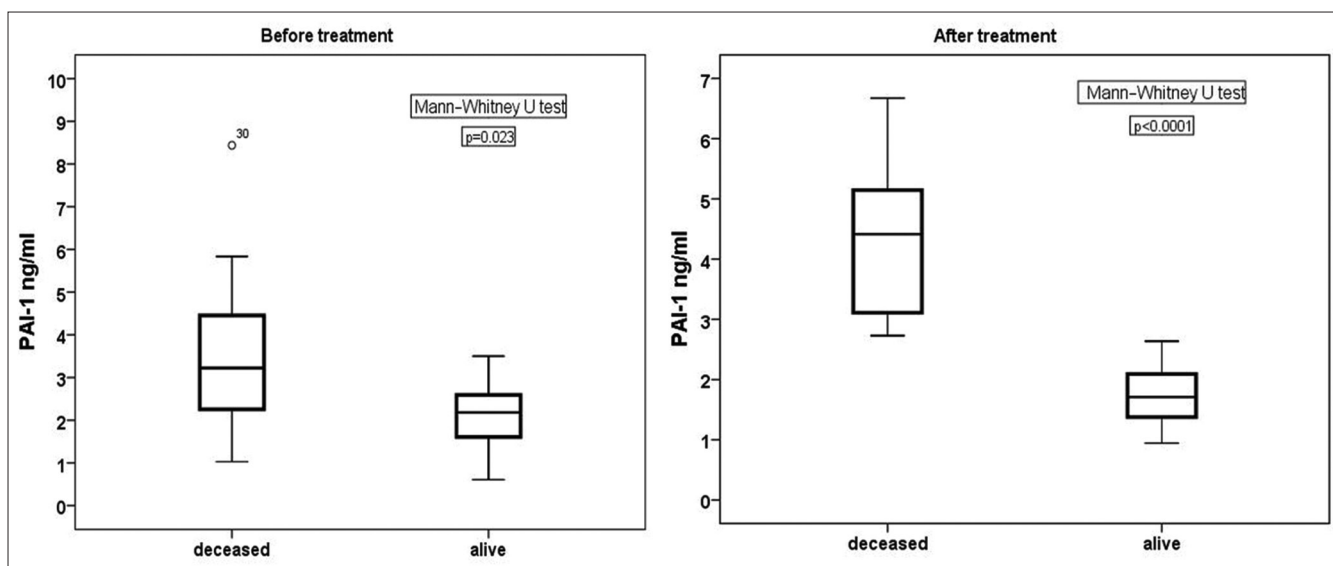 Before treatment
10
9
8
7
6
5
4
3
2
1
0
PAI-1 ng/ml
30
Mann-Whitney U test
p=0.023
deceased alive
After treatment
7
6
5
4
3
2
1
0
PAI-1 ng/ml
Mann-Whitney U test
p<0.0001
deceased alive